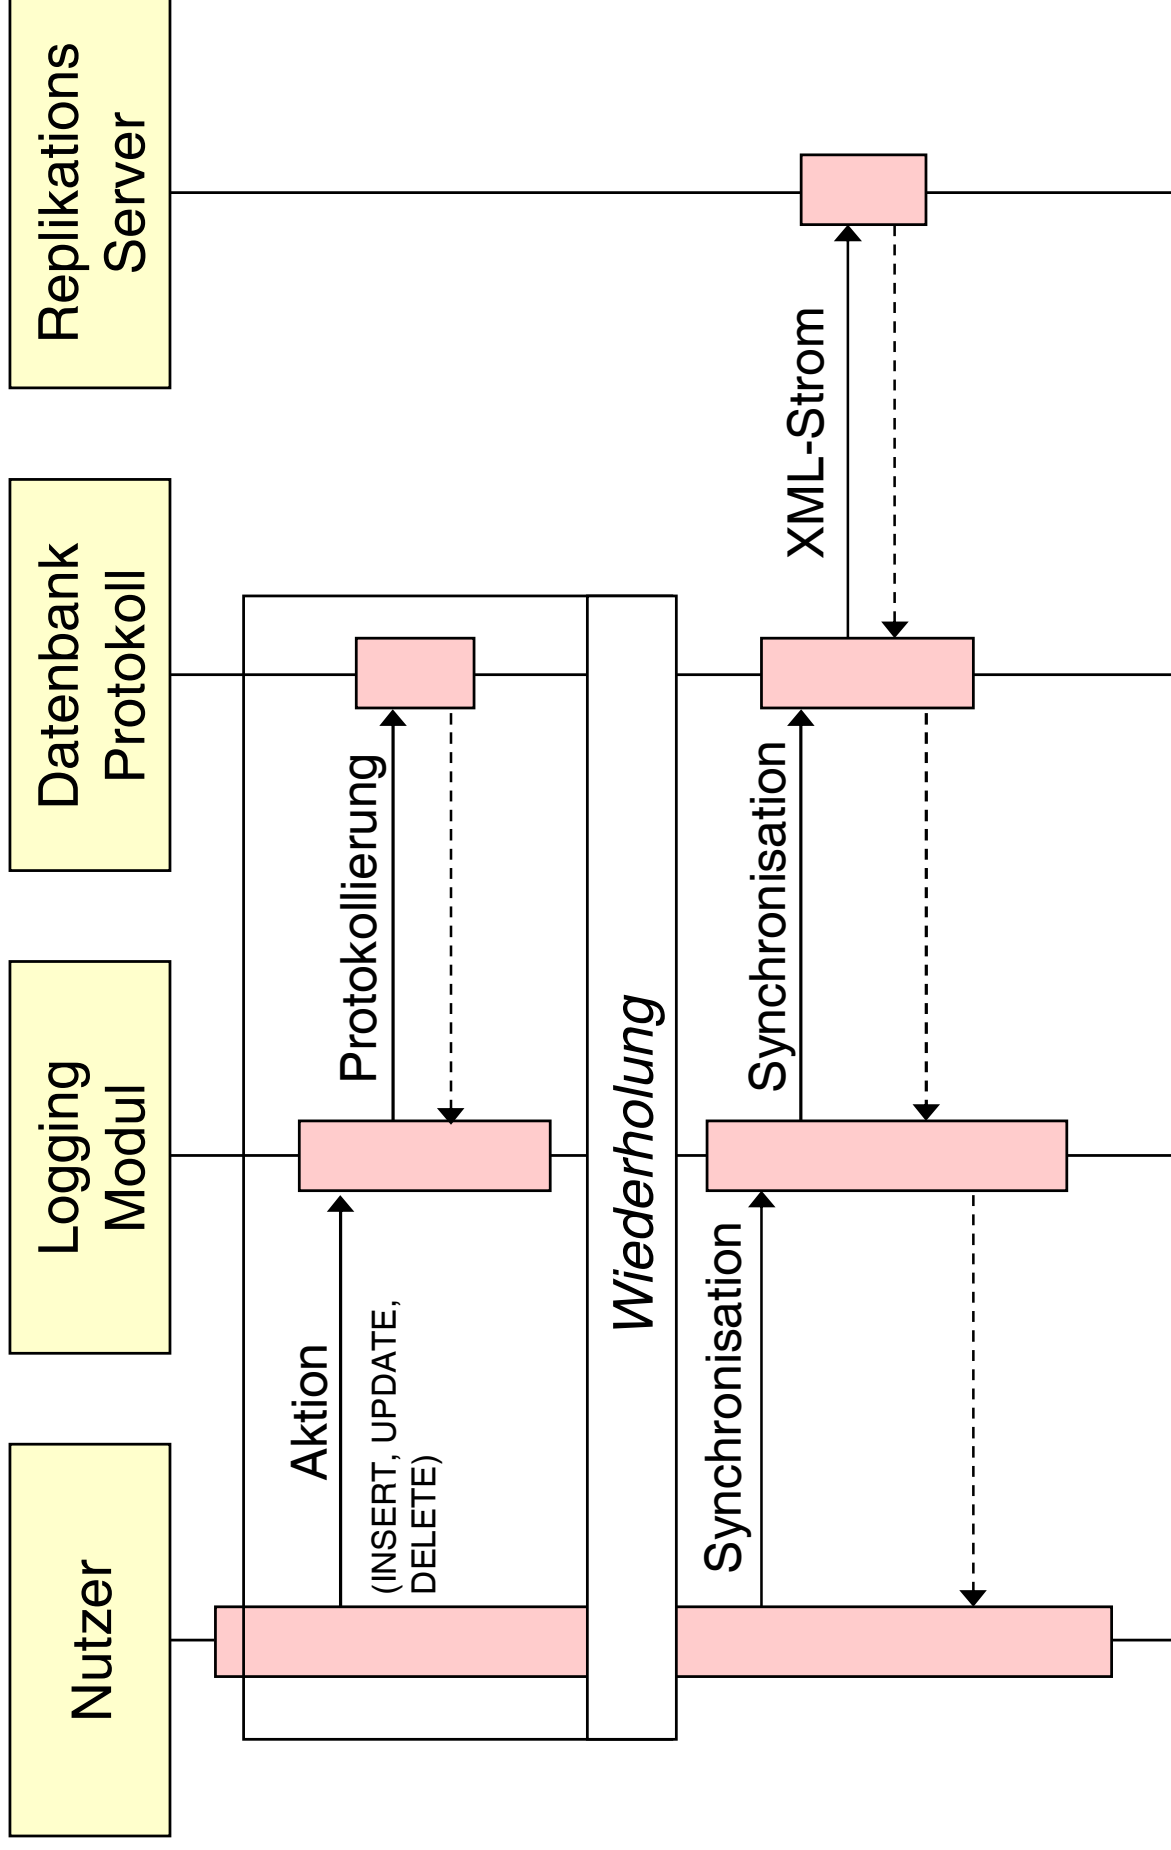 Nutzer
Logging
Modul
Datenbank
Protokoll
Replikations
Server
Aktion
(INSERT, UPDATE,
DELETE)
Protokollierung
Wiederholung
Synchronisation
Synchronisation
XML-Strom